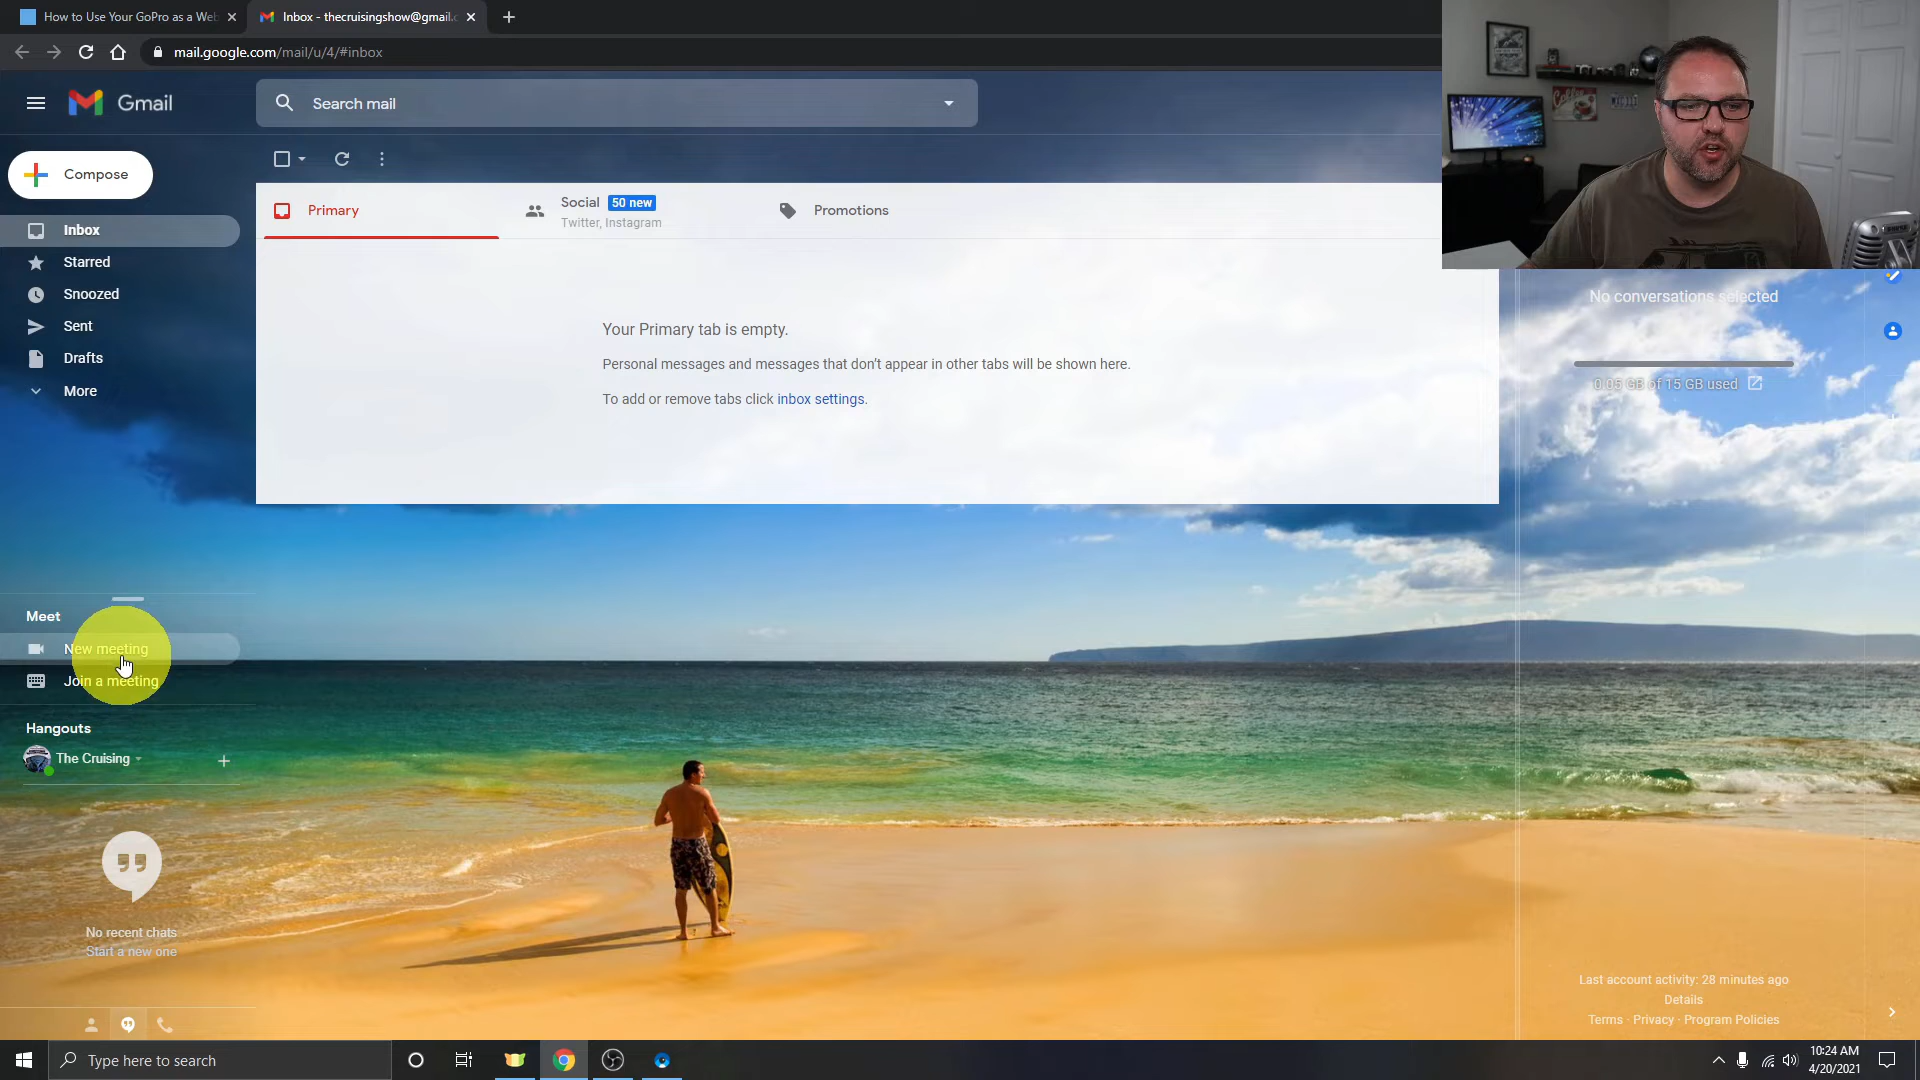 How to Use Your GoPro as a Web
Inbox - thecruisingshow@gmail.c
mail.google.com/mail/u/4/#inbox
Gmail
Search mail
Compose
Inbox
Starred
Snoozed
Sent
Drafts
More
Primary
Social 50 new
Twitter, Instagram
Promotions
Your Primary tab is empty.
Personal messages and messages that don't appear in other tabs will be shown here.
To add or remove tabs click inbox settings.
No conversations selected
0.05 GB of 15 GB used
Meet
New meeting
Join a meeting
Hangouts
The Cruising
No recent chats
Start a new one
Last account activity: 28 minutes ago
Details
Terms · Privacy · Program Policies
Type here to search
10:24 AM
4/20/2021